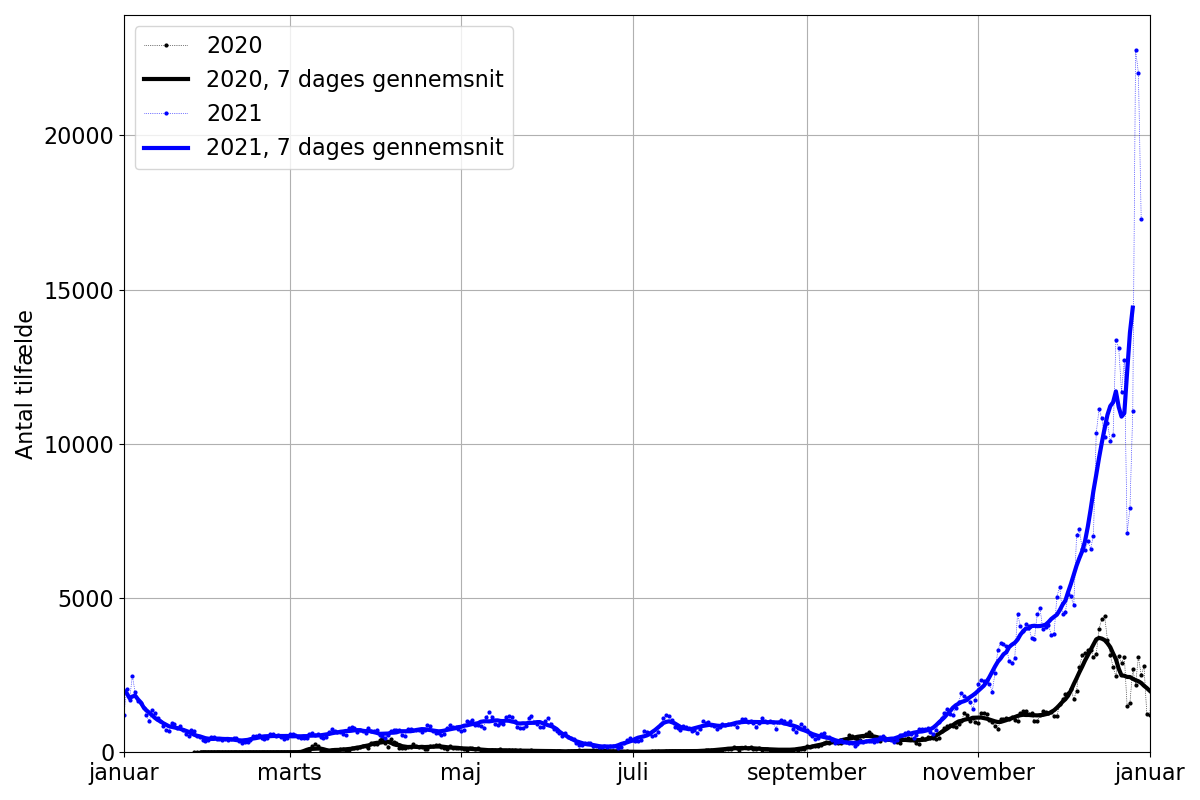 2020
2020, 7 dages gennemsnit
2021
2021, 7 dages gennemsnit
Antal tilfælde
20000
15000
10000
5000
0
januar marts maj juli september november januar